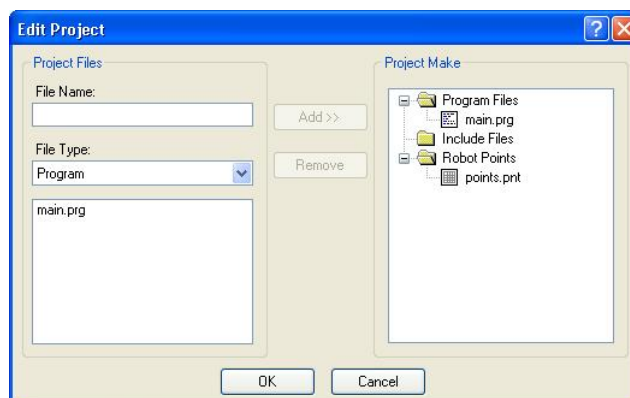 Edit Project
Project Files
File Name:
File Type:
Program
main.prg
Add >>
Remove
Project Make
Program Files
main.prg
Include Files
Robot Points
points.pnt
OK
Cancel